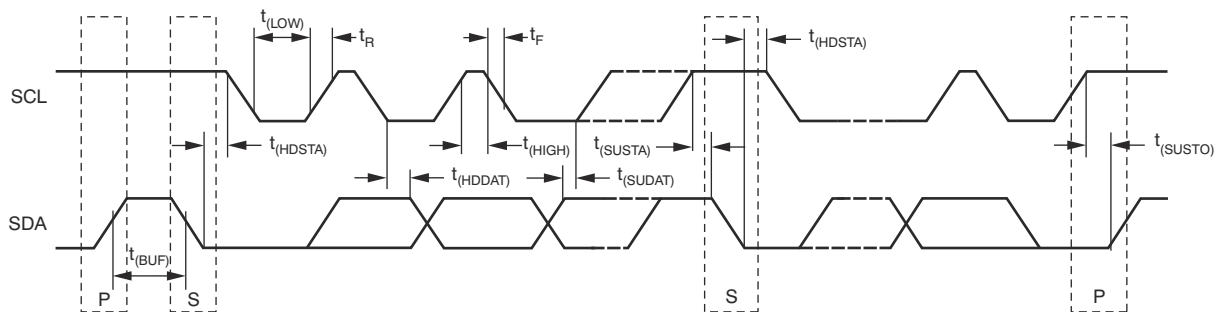 t(LOW)
tR
tF
t(HDSTA)
SCL
t(HDSTA)
t(HIGH)
t(SUSTA)
t(SUSTO)
t(HDDAT)
t(SUDAT)
SDA
t(BUF)
P
S
S
P